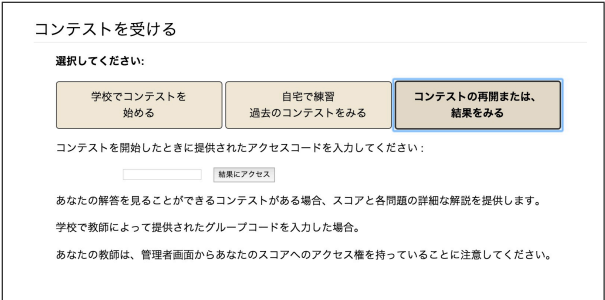 コンテストを受ける
選択してください:
学校でコンテストを
始める
自宅で練習
過去のコンテストをみる
コンテストの再開または、
結果をみる
コンテストを開始したときに提供されたアクセスコードを入力してください :
結果にアクセス
あなたの解答を見ることができるコンテストがある場合、スコアと各問題の詳細な解説を提供します。
学校で教師によって提供されたグループコードを入力した場合。
あなたの教師は、管理者画面からあなたのスコアへのアクセス権を持っていることに注意してください。